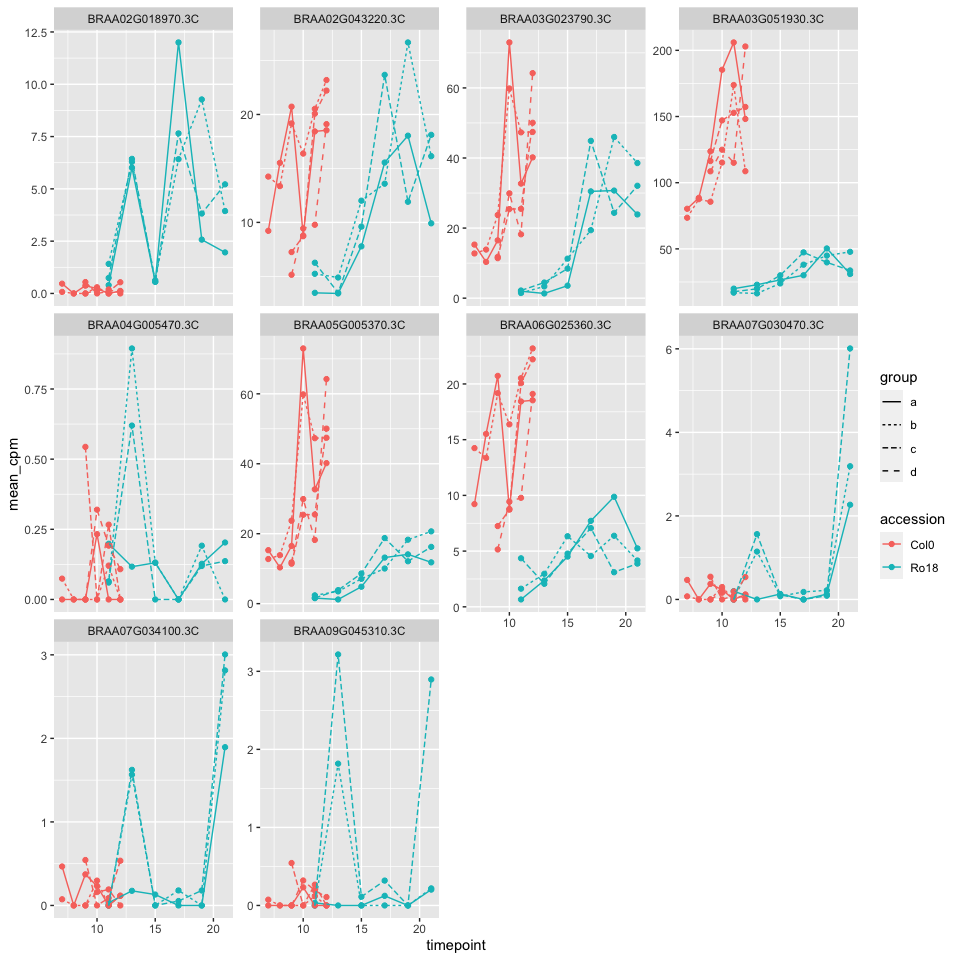 BRAA02G018970.3C
BRAA02G043220.3C
BRAA03G023790.3C
BRAA03G051930.3C
12.5
10.0
7.5
5.0
2.5
0.0
20
10
60
40
20
0
200
150
100
50
BRAA04G005470.3C
BRAA05G005370.3C
BRAA06G025360.3C
BRAA07G030470.3C
0.75
0.50
0.25
0.00
60
40
20
0
20
15
10
5
0
6
4
2
0
10 15 20
10 15 20
BRAA07G034100.3C
BRAA09G045310.3C
3
2
1
0
3
2
1
0
10 15 20
10 15 20
timepoint
mean_cpm
group
a
b
c
d
accession
Col0
Ro18